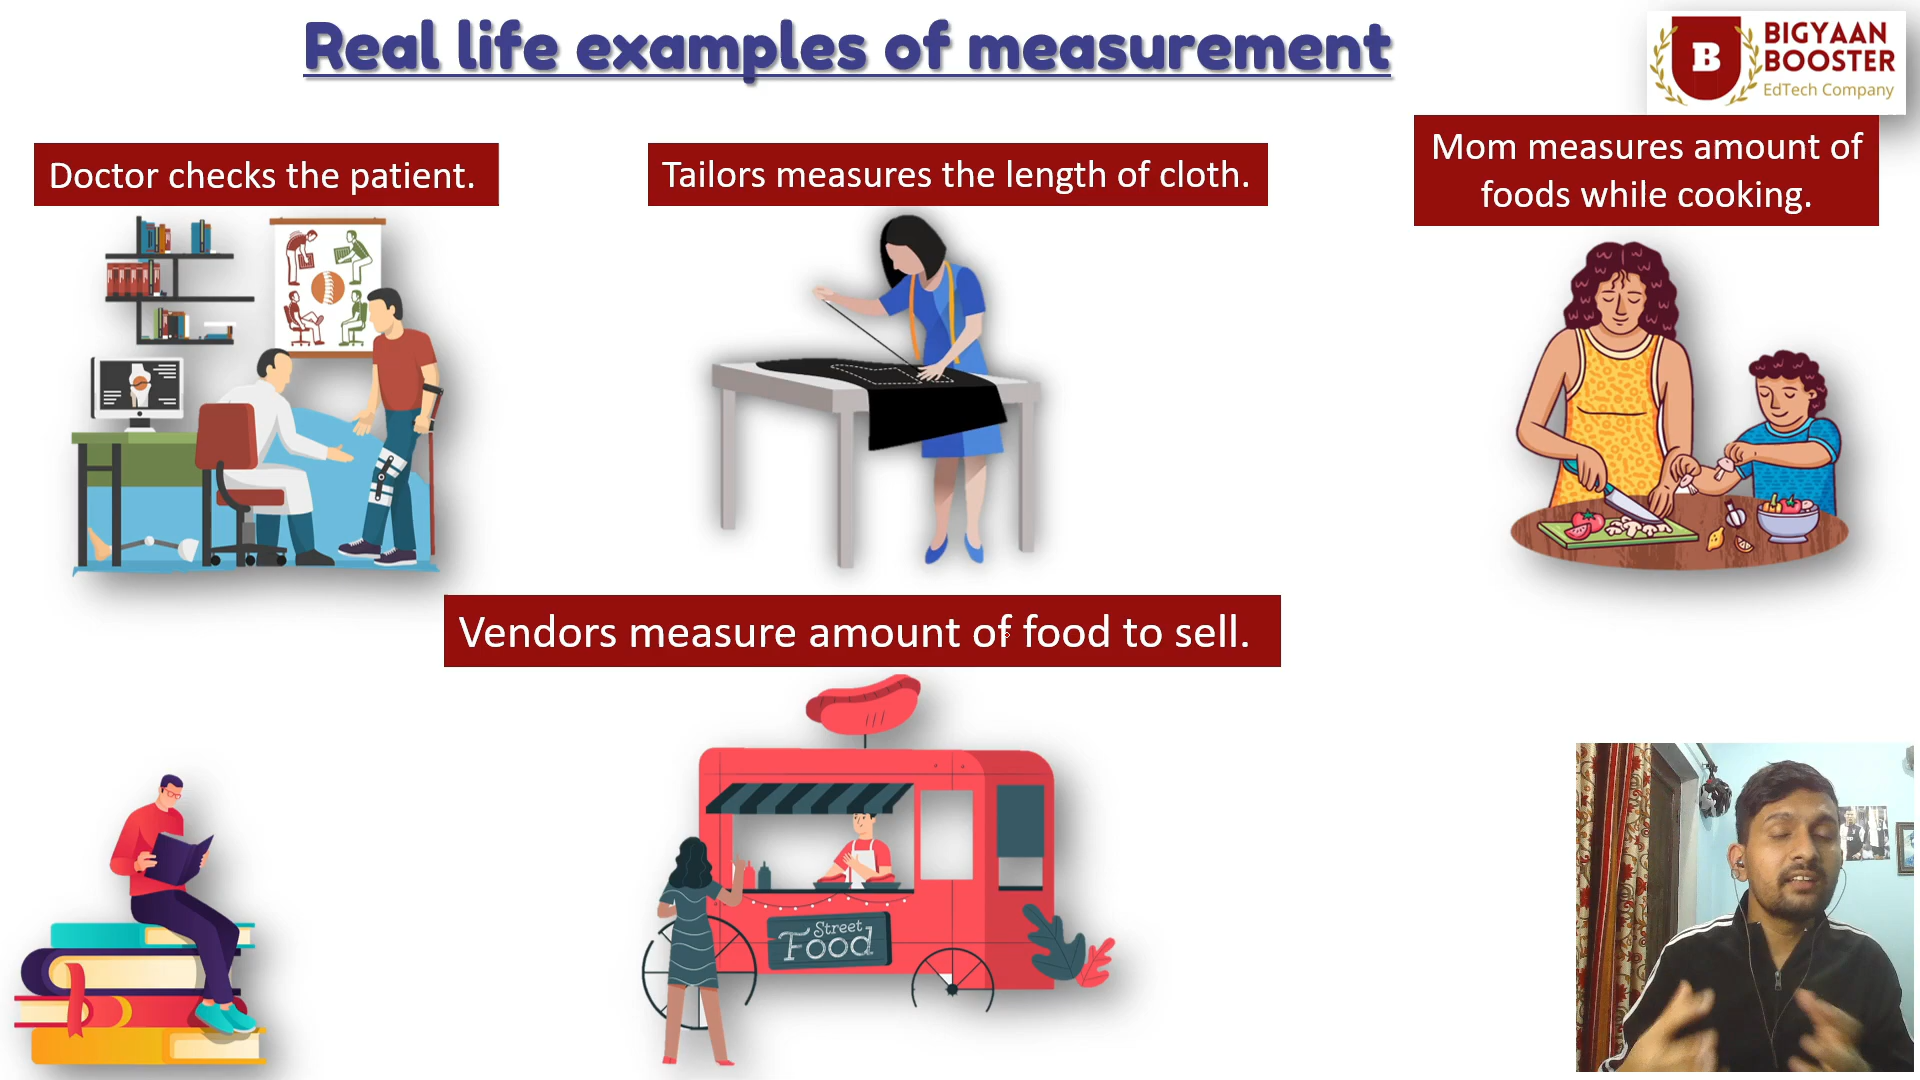 Real life examples of measurement
B
BIGYAAN
BOOSTER
EdTech Company
Doctor checks the patient.
Tailors measures the length of cloth.
Mom measures amount of
foods while cooking.
Vendors measure amount of food to sell.
Street
Food